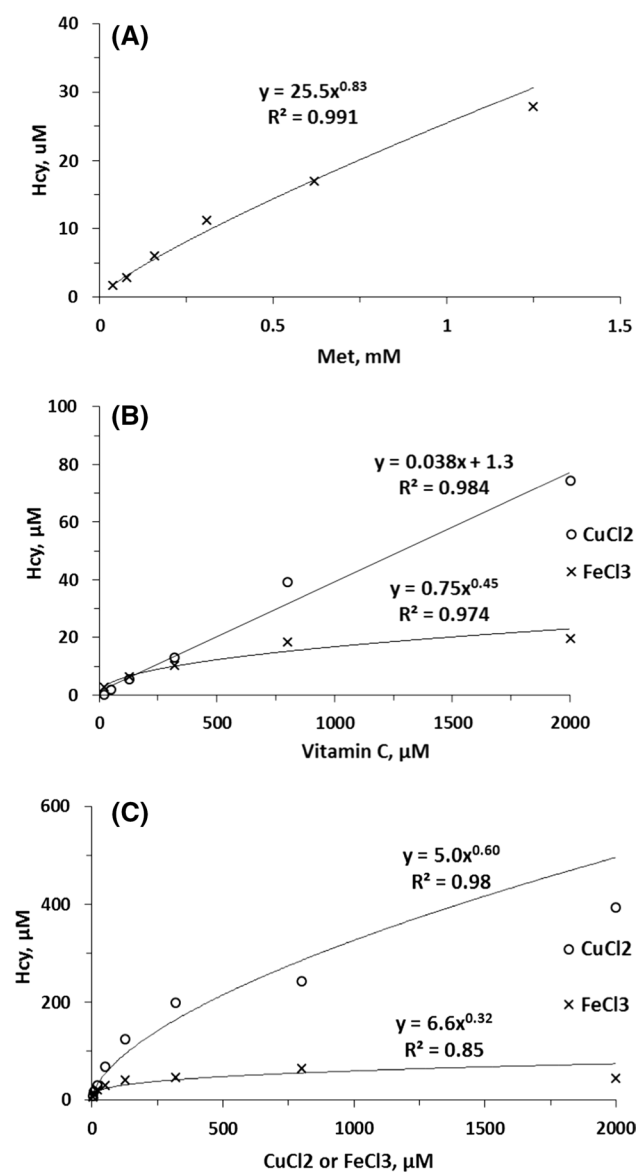 (A)
40
30
20
10
0
Hcy, uM
y = 25.5x^0.83
R² = 0.991
0 0.5 1 1.5
Met, mM
(B)
100
80
60
40
20
0
Hcy, μM
y = 0.038x + 1.3
R² = 0.984
CuCl2
FeCl3
y = 0.75x^0.45
R² = 0.974
0 500 1000 1500 2000
Vitamin C, μM
(C)
600
400
200
0
Hcy, μM
y = 5.0x^0.60
R² = 0.98
CuCl2
FeCl3
y = 6.6x^0.32
R² = 0.85
0 500 1000 1500 2000
CuCl2 or FeCl3, μM